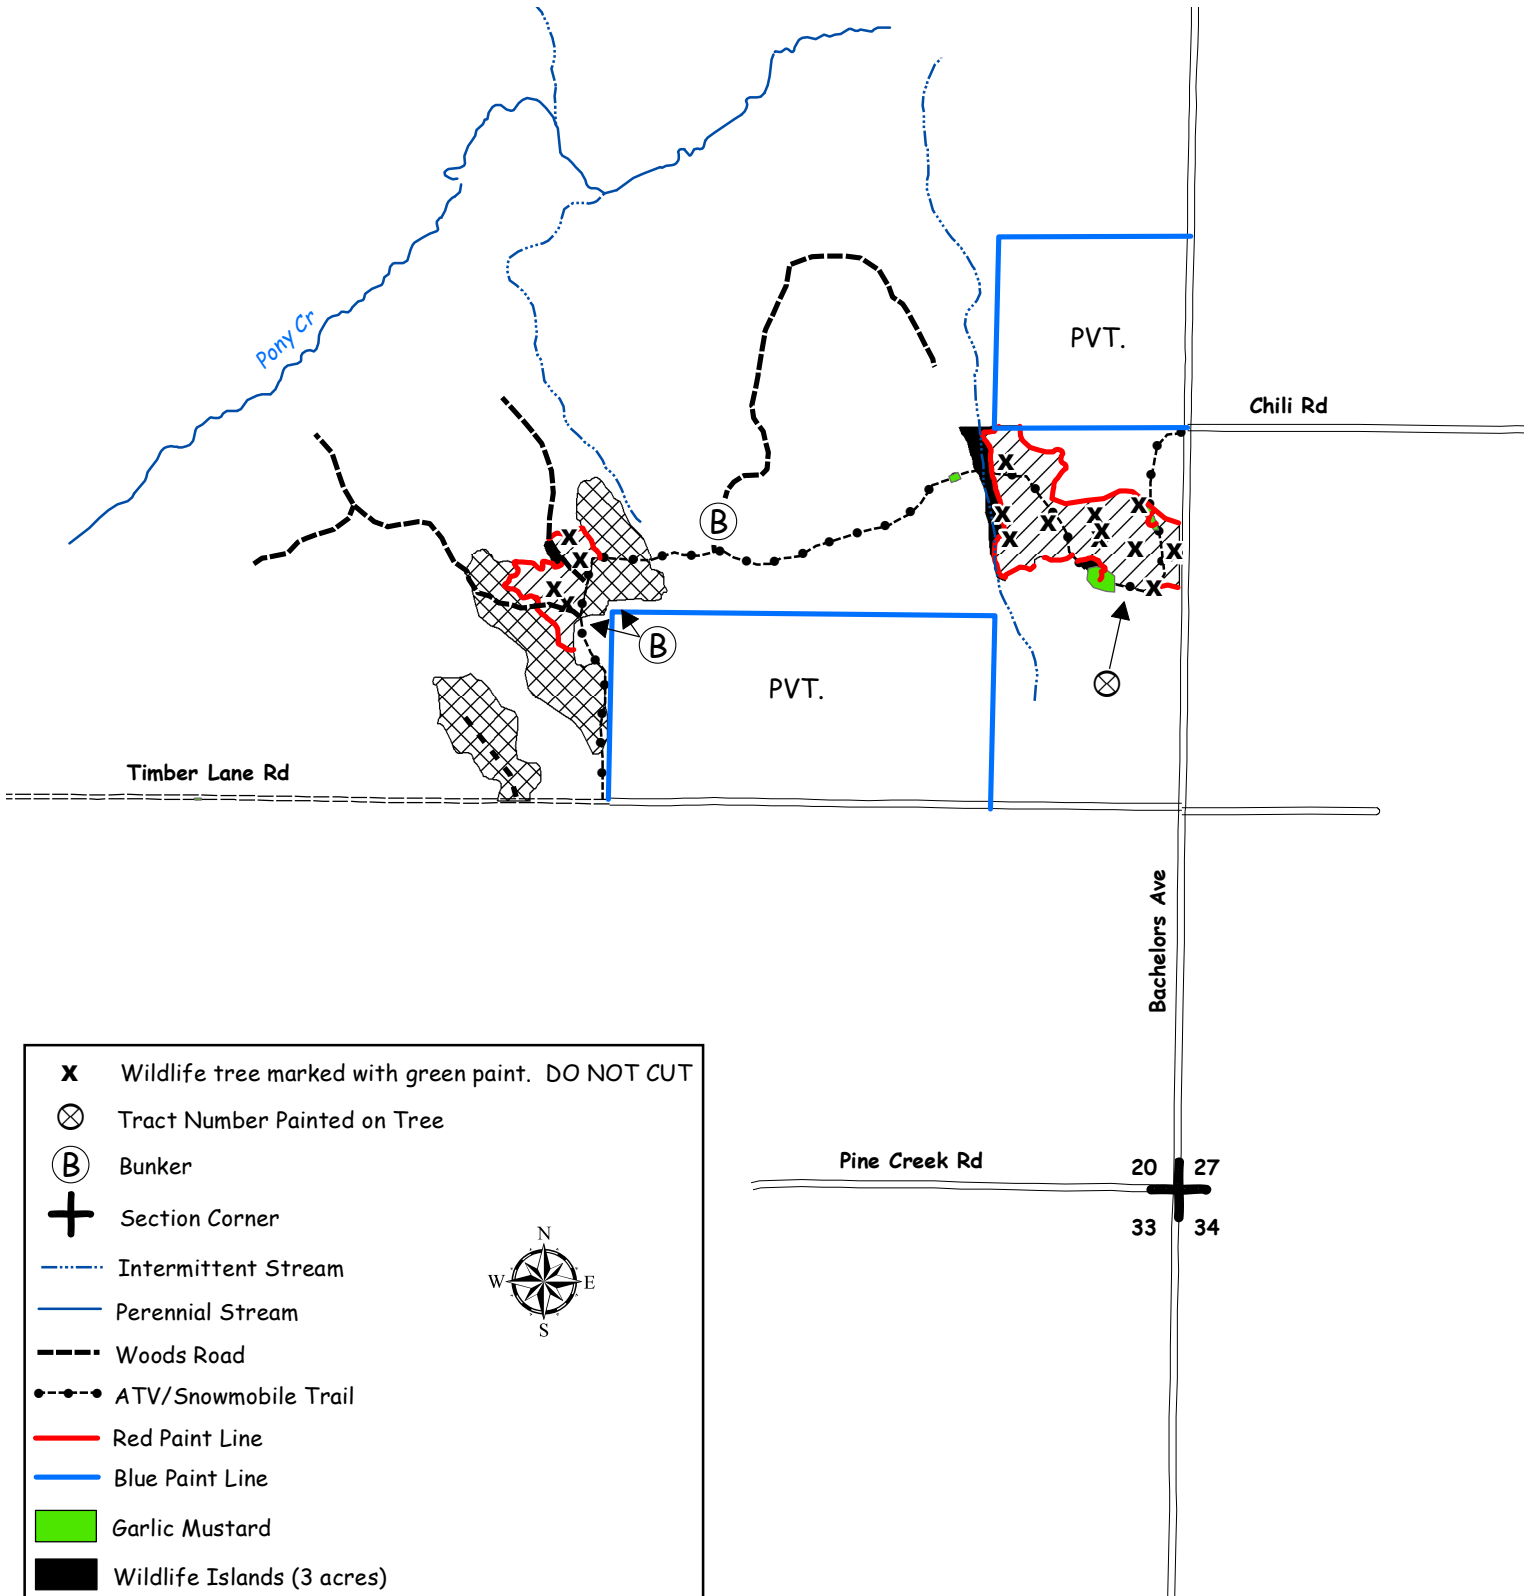 Pony Cr
PVT.
Chili Rd
B
B
PVT.
Timber Lane Rd
Bachelors Ave
Pine Creek Rd
20 27
33 34
x Wildlife tree marked with green paint. DO NOT CUT
Tract Number Painted on Tree
B Bunker
Section Corner
Intermittent Stream
Perennial Stream
Woods Road
ATV/Snowmobile Trail
Red Paint Line
Blue Paint Line
Garlic Mustard
Wildlife Islands (3 acres)
N
W E
S